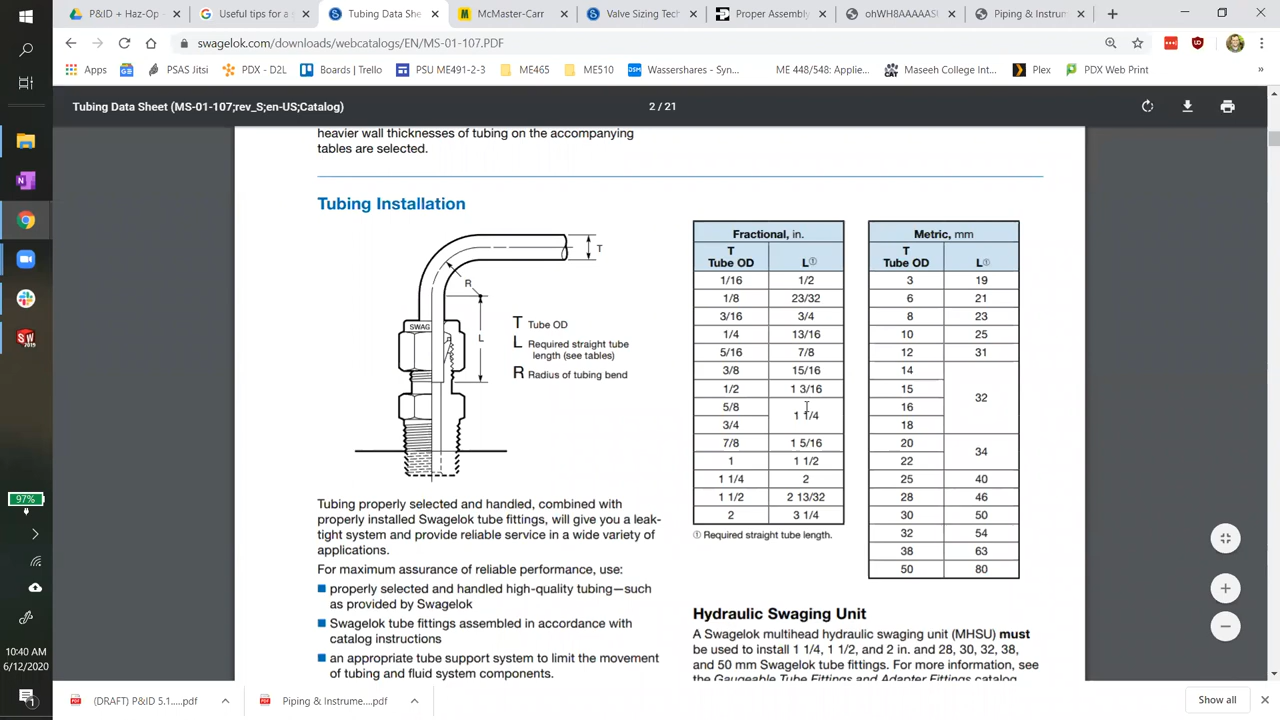 P&ID + Haz-Op
Useful tips for a s
Tubing Data Shee
McMaster-Carr
Valve Sizing Tech
Proper Assembly
ohWH8AAAAASU
Piping & Instrum
swagelok.com/downloads/webcatalogs/EN/MS-01-107.PDF
Apps
PSAS Jitsi
PDX - D2L
Boards | Trello
PSU ME491-2-3
ME465
ME510
Wassershares - Syn...
ME 448/548: Applie...
Maseeh College Int...
Plex
PDX Web Print
»
Tubing Data Sheet (MS-01-107;rev_S;en-US;Catalog)
2 / 21
heavier wall thicknesses of tubing on the accompanying
tables are selected.
Tubing Installation
T
R
SWAG
L
T Tube OD
L Required straight tube
length (see tables)
R Radius of tubing bend
Fractional, in.
T
Tube OD
L①
1/16 1/2
1/8 23/32
3/16 3/4
1/4 13/16
5/16 7/8
3/8 15/16
1/2 1 3/16
5/8
1 1/4
3/4
7/8 1 5/16
1 1 1/2
1 1/4 2
1 1/2 2 13/32
2 3 1/4
① Required straight tube length.
Metric, mm
T
Tube OD
L①
3 19
6 21
8 23
10 25
12 31
14
15
32
16
18
20
34
22
25 40
28 46
30 50
32 54
38 63
50 80
Tubing properly selected and handled, combined with
properly installed Swagelok tube fittings, will give you a leak-
tight system and provide reliable service in a wide variety of
applications.
For maximum assurance of reliable performance, use:
■ properly selected and handled high-quality tubing—such
as provided by Swagelok
■ Swagelok tube fittings assembled in accordance with
catalog instructions
■ an appropriate tube support system to limit the movement
of tubing and fluid system components.
Hydraulic Swaging Unit
A Swagelok multihead hydraulic swaging unit (MHSU) must
be used to install 1 1/4, 1 1/2, and 2 in. and 28, 30, 32, 38,
and 50 mm Swagelok tube fittings. For more information, see
the Gaugeable Tube Fittings and Adapter Fittings catalog,
97%
10:40 AM
6/12/2020
1
(DRAFT) P&ID 5.1....pdf
Piping & Instrume....pdf
Show all